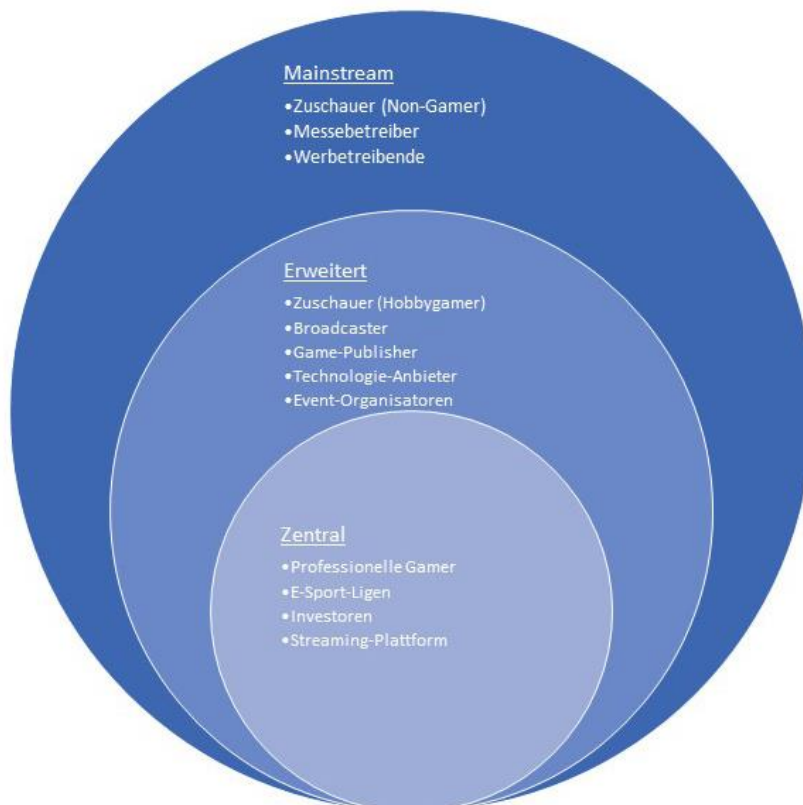 Mainstream
•Zuschauer (Non-Gamer)
•Messebetreiber
•Werbetreibende
Erweitert
•Zuschauer (Hobbygamer)
•Broadcaster
•Game-Publisher
•Technologie-Anbieter
•Event-Organisatoren
Zentral
•Professionelle Gamer
•E-Sport-Ligen
•Investoren
•Streaming-Plattform